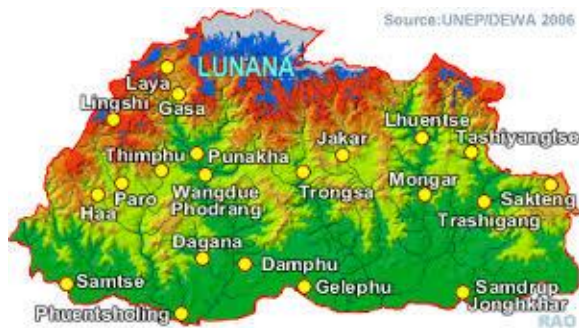 Source:UNEP/DEWA 2006
LUNANA
Laya
Gasa
Lingshi
Lhuentse
Tashiyangtse
Jakar
Thimphu
Punakha
Mongar
Sakteng
Paro
Wangdue
Phodrang
Trongsa
Haa
Trashigang
Dagana
Damphu
Samtse
Gelephu
Samdrup
Jonghkhar
Phuentsholing
RAO